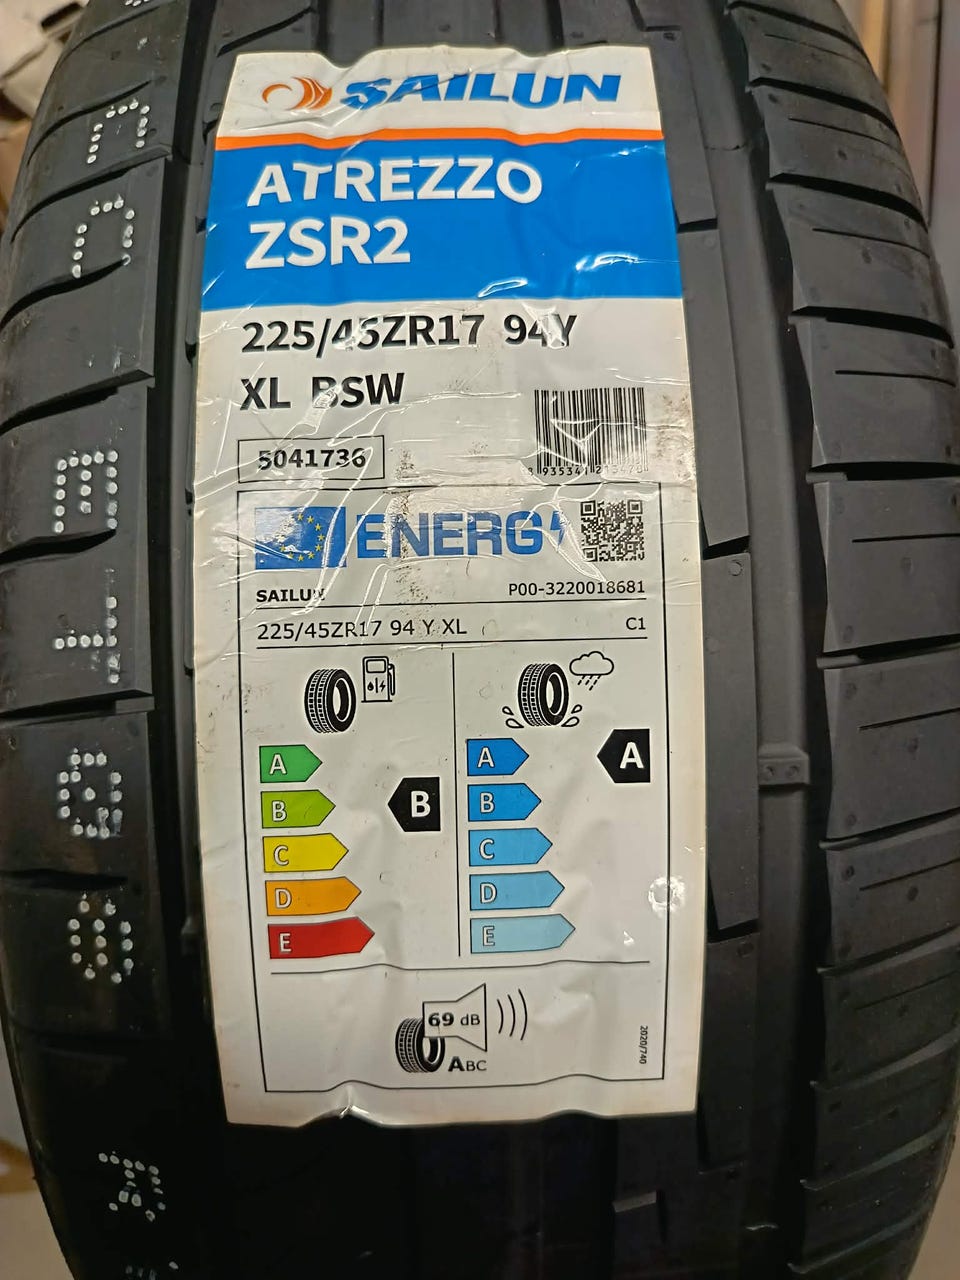 SAILUN
ATREZZO
ZSR2
225/45ZR17 94Y
XL BSW
5041736
ENERG
SAILUN
P00-3220018681
225/45ZR17 94 Y XL
C1
A
B
C
D
E
B
A
B
C
D
E
A
69 dB
ABC
2020/740